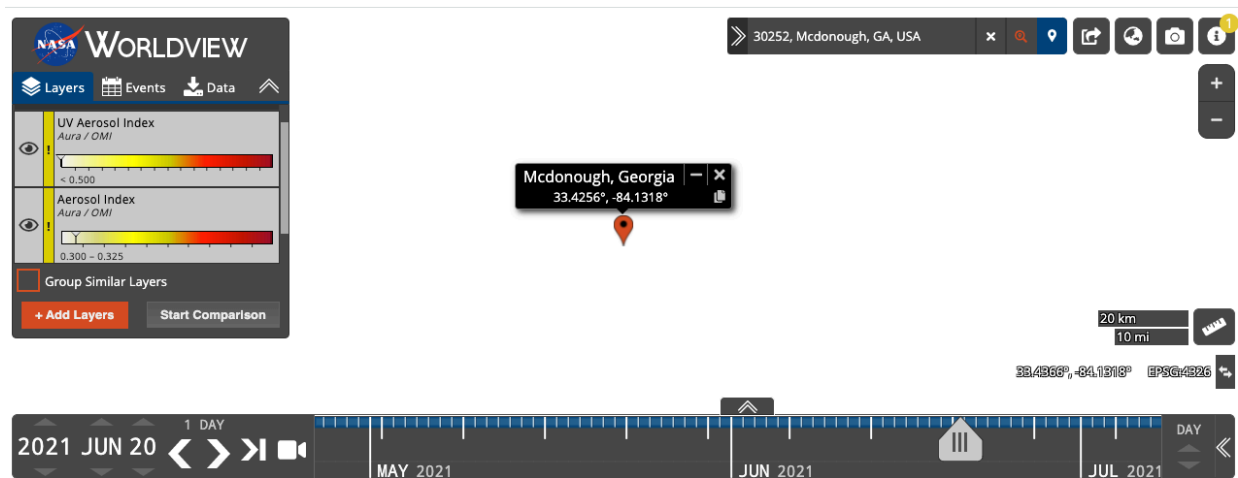 NASA WORLDVIEW
Layers Events Data
UV Aerosol Index
Aura / OMI
!
< 0.500
Aerosol Index
Aura / OMI
!
0.300 – 0.325
Group Similar Layers
+ Add Layers Start Comparison
30252, Mcdonough, GA, USA
1
+
−
Mcdonough, Georgia
33.4256°, -84.1318°
20 km
10 mi
33.4366°, -84.1318° EPSG:4326
1 DAY
2021 JUN 20
MAY 2021
JUN 2021
JUL 2021
DAY